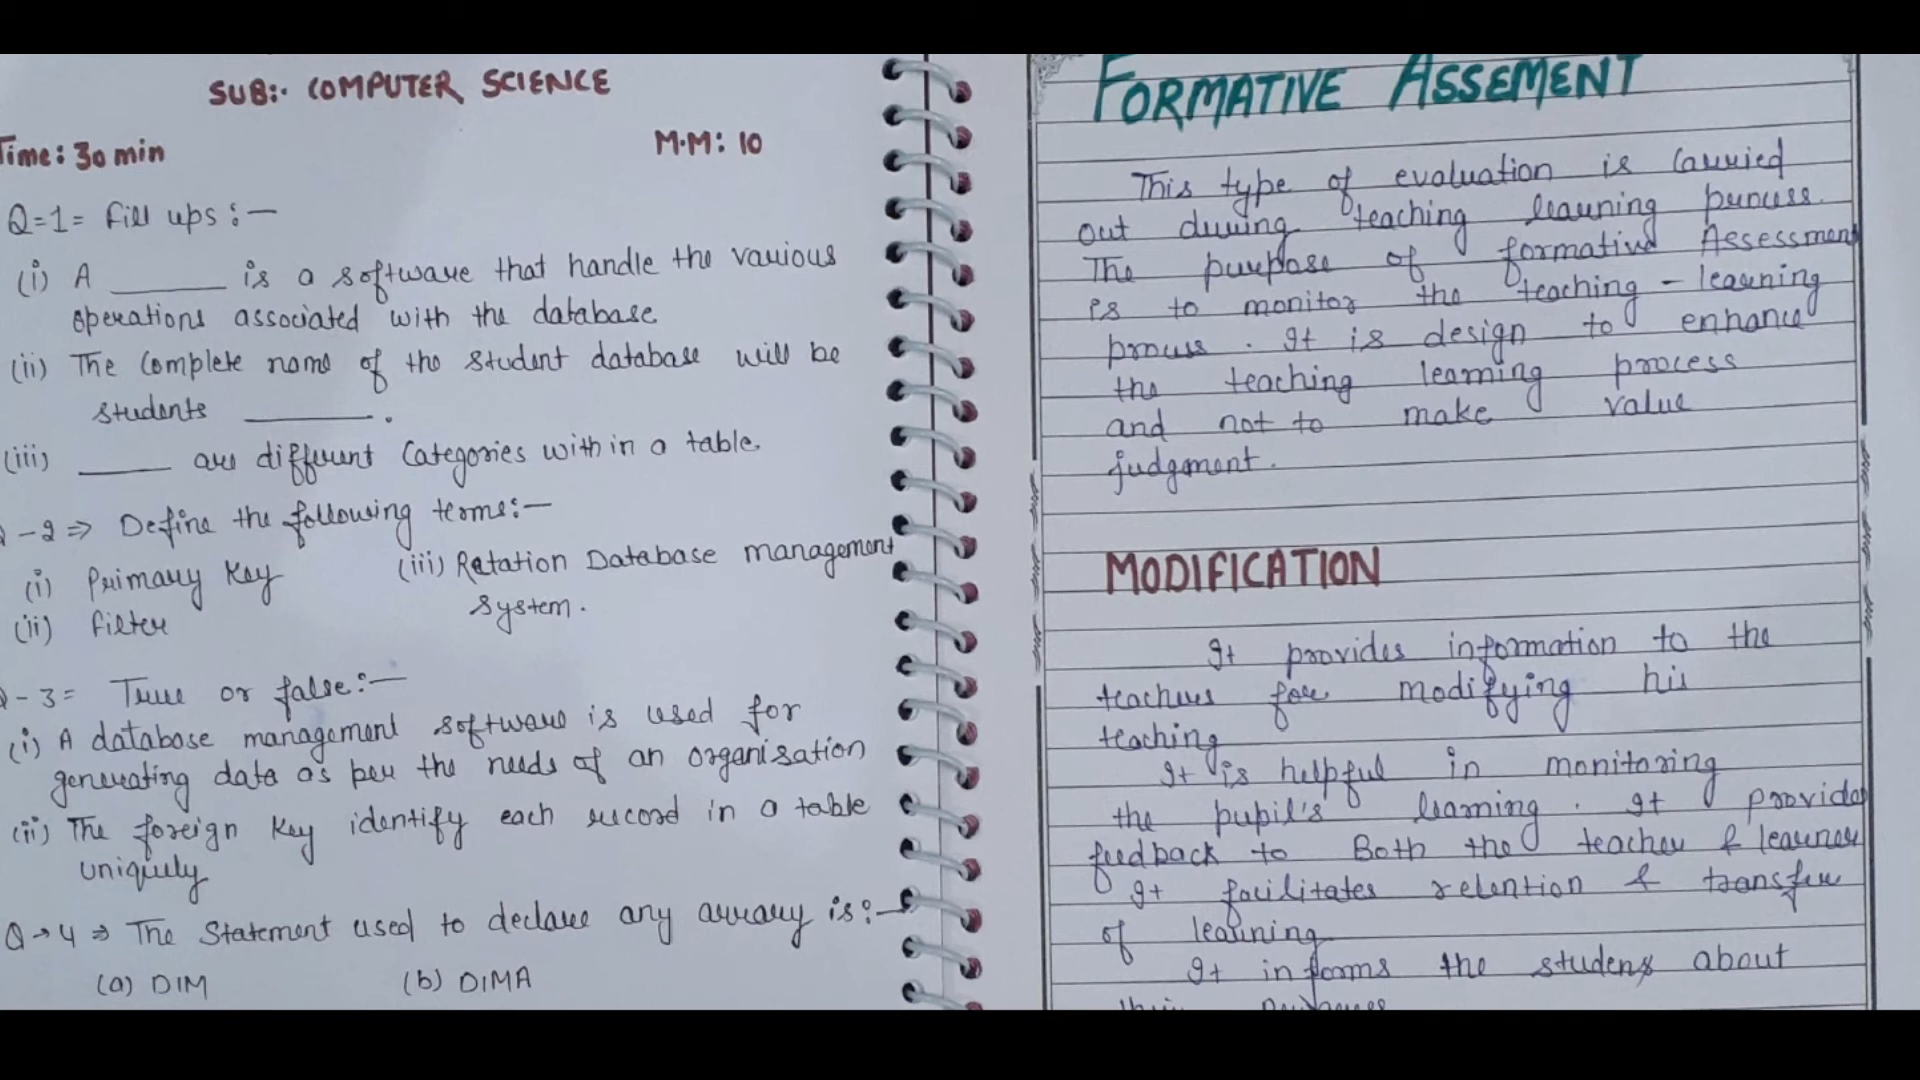 SUB:- COMPUTER SCIENCE
Time: 30 min
M.M: 10
Q=1= Fill ups:-
(i) A ______ is a software that handle the various
operations associated with the database
(ii) The Complete name of the student database will be
students ______.
(iii) ______ are different Categories with in a table.
-2 ⇒ Define the following terms:-
(i) Primary Key
(iii) Retation Database management
(ii) Filter
System.
-3= True or false:-
(i) A database management software is used for
generating data as per the needs of an organisation
(ii) The foreign Key identify each record in a table
uniquely
Q→4 ⇒ The Statement used to declare any array is:-
(a) DIM
(b) DIMA
FORMATIVE ASSEMENT
This type of evaluation is Carried
out during teaching learning process.
The purpose of formative Assessment
is to monitor the teaching - learning
process. It is design to enhance
the teaching learning process
and not to make value
judgment.
MODIFICATION
It provides information to the
teachers for modifying his
teaching
It is helpful in monitoring
the pupil's learning. It provide
feedback to Both the teacher & learner
It facilitates relention & transfer
of learning
It informs the students about
their